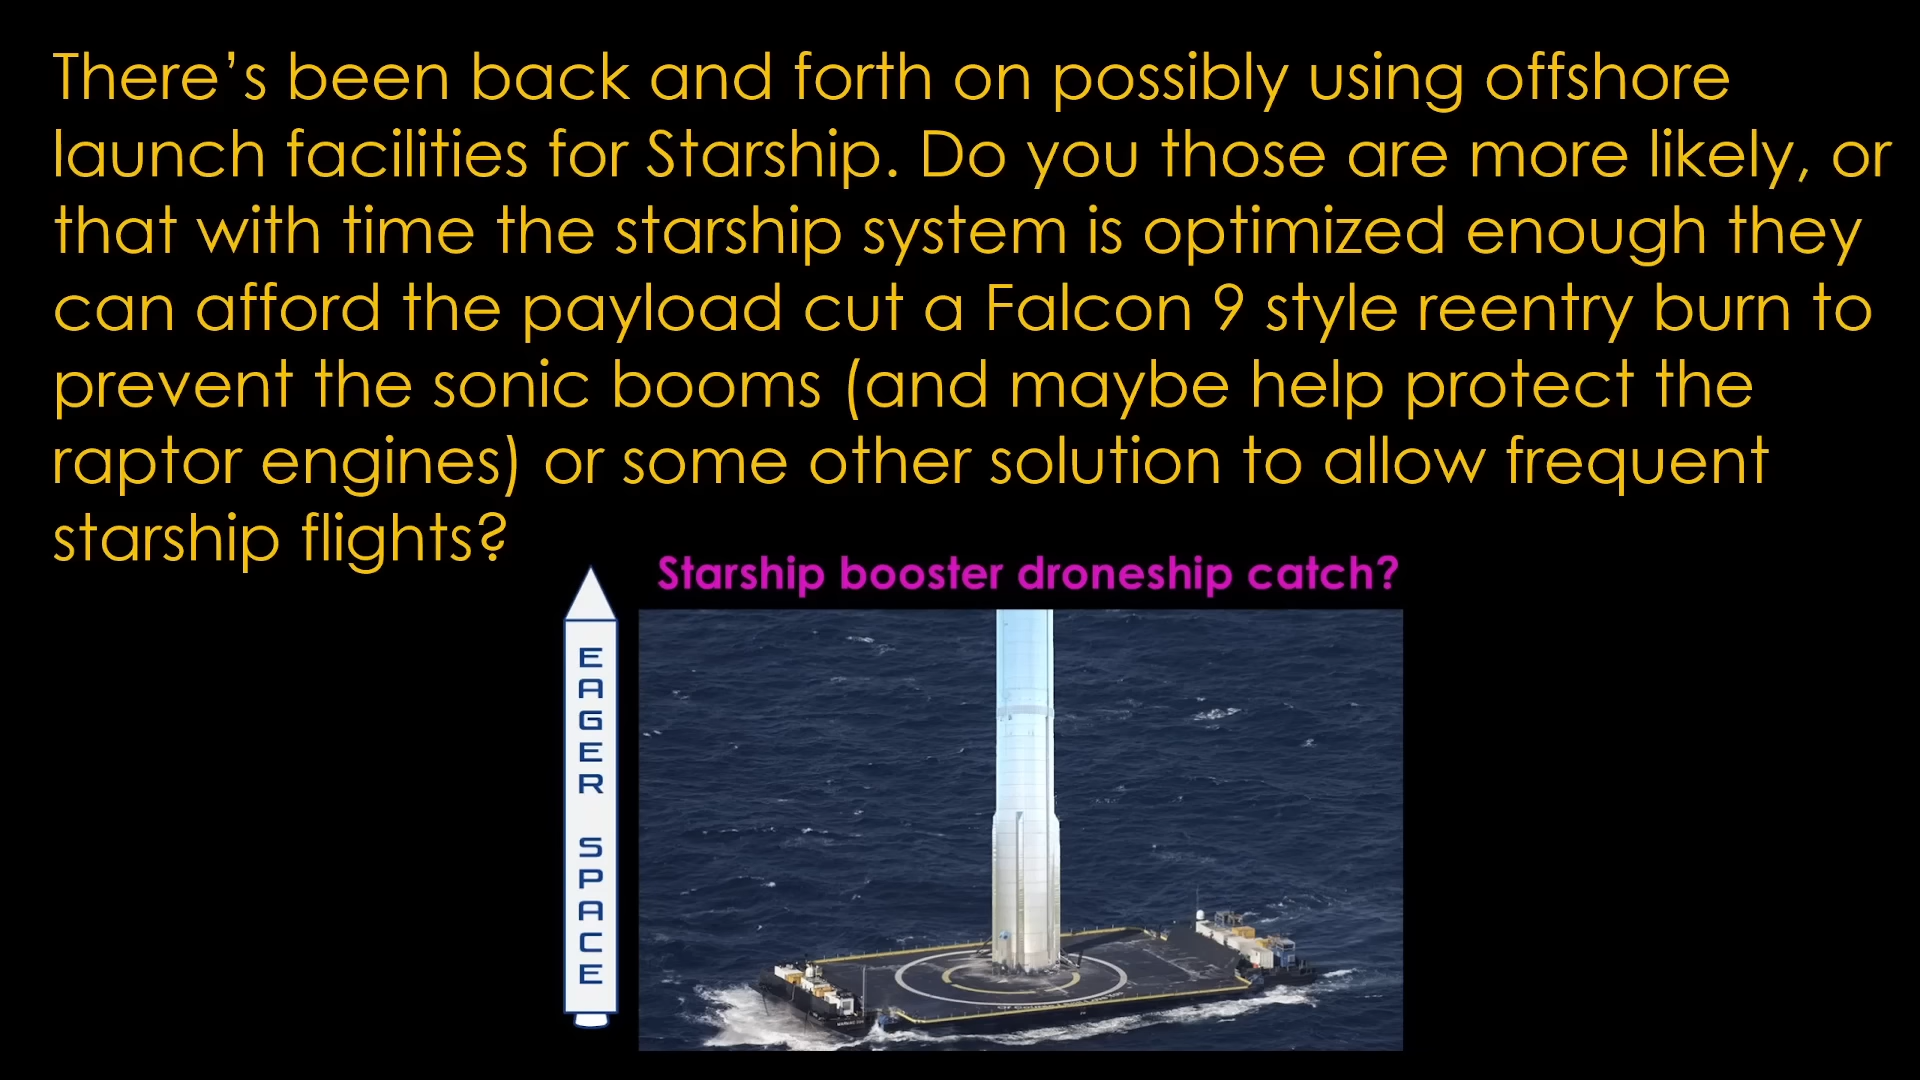 There’s been back and forth on possibly using offshore
launch facilities for Starship. Do you those are more likely, or
that with time the starship system is optimized enough they
can afford the payload cut a Falcon 9 style reentry burn to
prevent the sonic booms (and maybe help protect the
raptor engines) or some other solution to allow frequent
starship flights?
Starship booster droneship catch?
EAGER SPACE